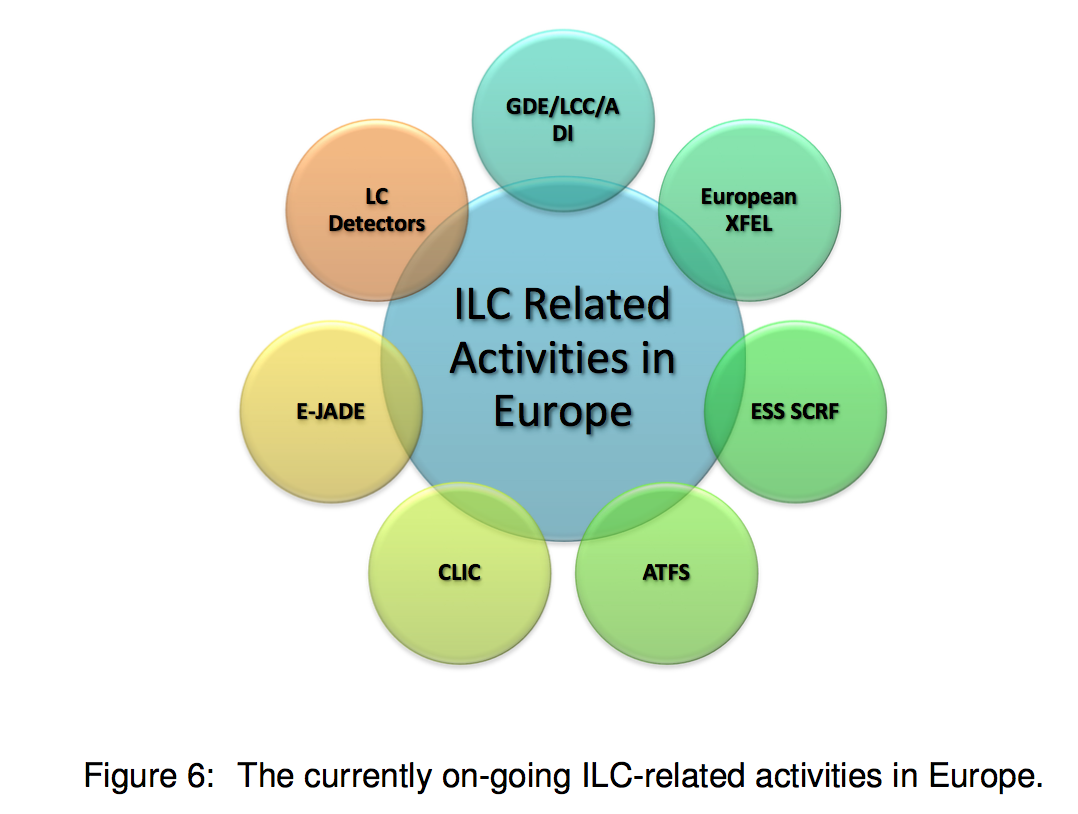 GDE/LCC/A
DI
LC
Detectors
European
XFEL
ILC Related
Activities in
Europe
E-JADE
ESS SCRF
CLIC
ATFS
Figure 6: The currently on-going ILC-related activities in Europe.